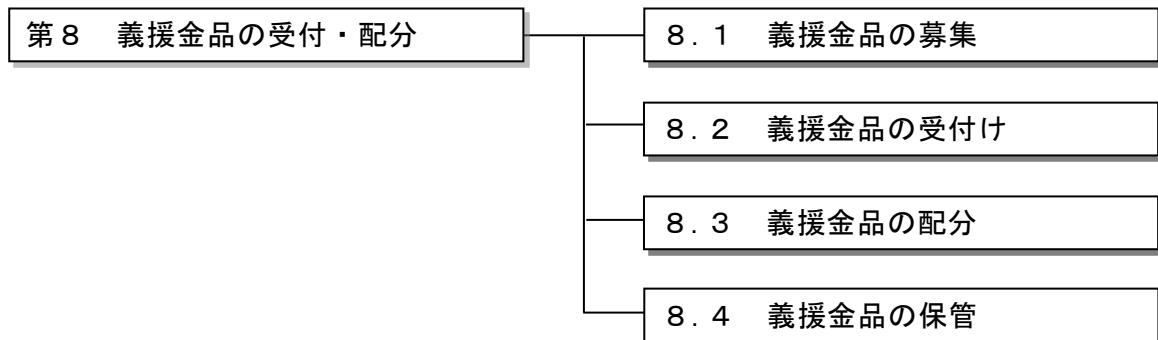 第８　義援金品の受付・配分
８．１　義援金品の募集
８．２　義援金品の受付け
８．３　義援金品の配分
８．４　義援金品の保管